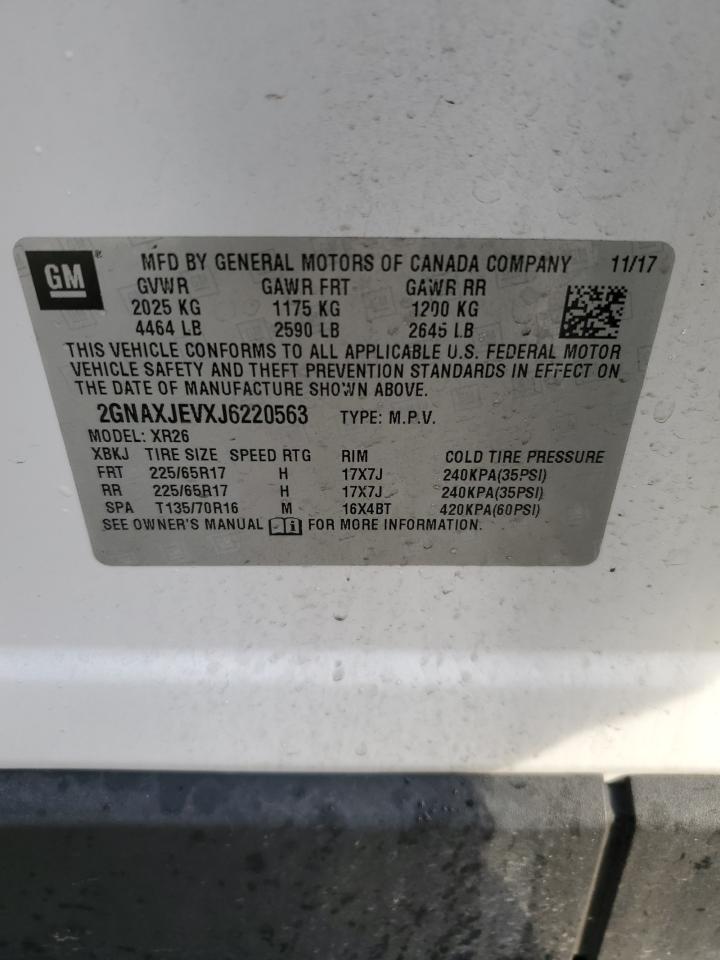 GM ® MFD BY GENERAL MOTORS OF CANADA COMPANY 11/17
GVWR GAWR FRT GAWR RR
2025 KG 1175 KG 1200 KG
4464 LB 2590 LB 2645 LB
THIS VEHICLE CONFORMS TO ALL APPLICABLE U.S. FEDERAL MOTOR
VEHICLE SAFETY AND THEFT PREVENTION STANDARDS IN EFFECT ON
THE DATE OF MANUFACTURE SHOWN ABOVE.
2GNAXJEVXJ6220563 TYPE: M.P.V.
MODEL: XR26
XBKJ TIRE SIZE SPEED RTG RIM COLD TIRE PRESSURE
FRT 225/65R17 H 17X7J 240KPA(35PSI)
RR 225/65R17 H 17X7J 240KPA(35PSI)
SPA T135/70R16 M 16X4BT 420KPA(60PSI)
SEE OWNER'S MANUAL FOR MORE INFORMATION.